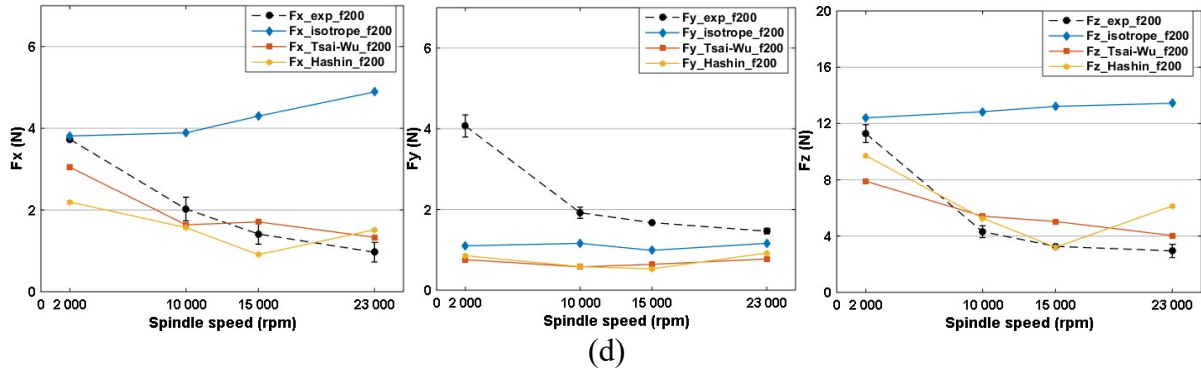 Fx (N)
6
4
2
0
0
2 000
10 000
15 000
23 000
Spindle speed (rpm)
Fx_exp_f200
Fx_isotrope_f200
Fx_Tsai-Wu_f200
Fx_Hashin_f200
Fy (N)
6
4
2
0
0
2 000
10 000
15 000
23 000
Spindle speed (rpm)
Fy_exp_f200
Fy_isotrope_f200
Fy_Tsai-Wu_f200
Fy_Hashin_f200
Fz (N)
20
16
12
8
4
0
0
2 000
10 000
15 000
23 000
Spindle speed (rpm)
Fz_exp_f200
Fz_isotrope_f200
Fz_Tsai-Wu_f200
Fz_Hashin_f200
(d)